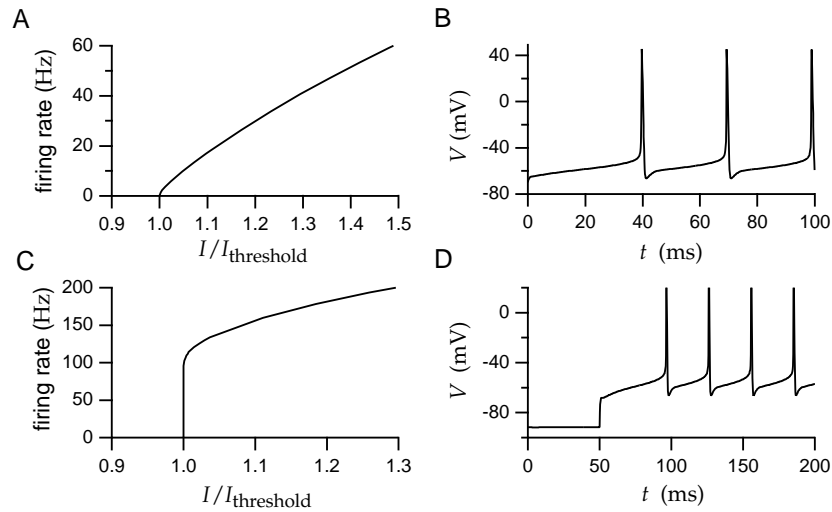 A
firing rate (Hz)
60
40
20
0
0.9 1.0 1.1 1.2 1.3 1.4 1.5
I/I_threshold
B
V (mV)
0
-40
-80
0 20 40 60 80 100
t (ms)
C
firing rate (Hz)
200
150
100
50
0
0.9 1.0 1.1 1.2 1.3
I/I_threshold
D
V (mV)
0
-40
-80
0 50 100 150 200
t (ms)